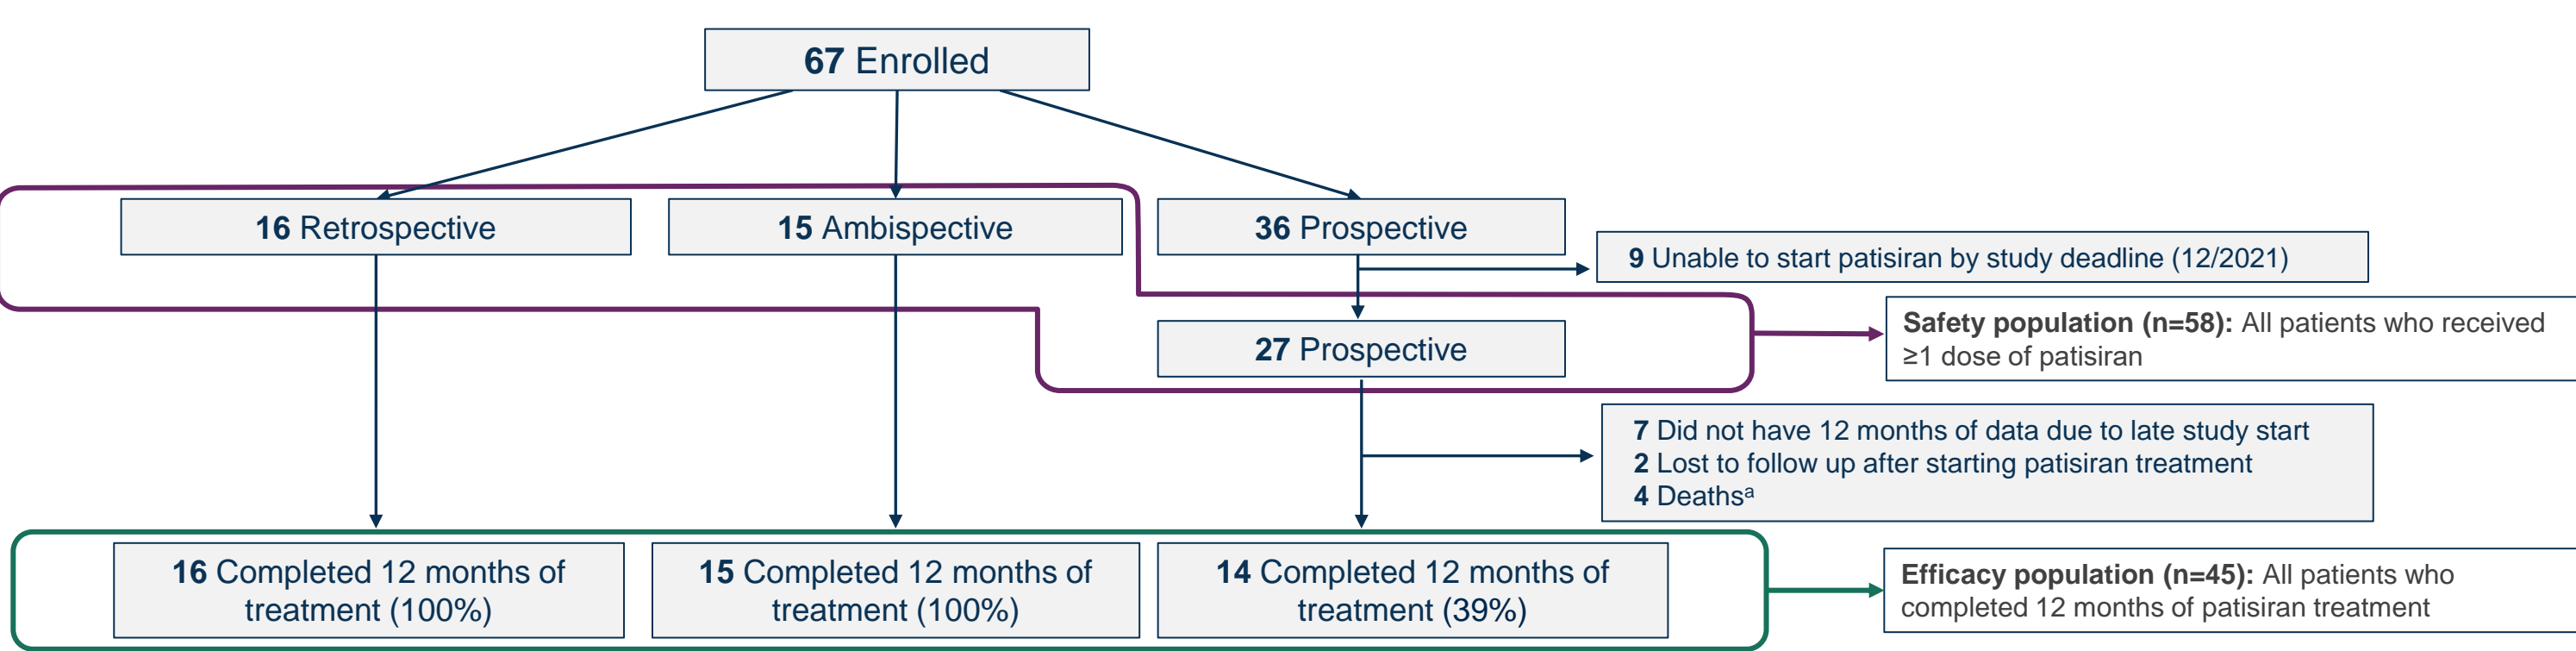 67 Enrolled
16 Retrospective
15 Ambispective
36 Prospective
9 Unable to start patisiran by study deadline (12/2021)
27 Prospective
Safety population (n=58): All patients who received
≥1 dose of patisiran
7 Did not have 12 months of data due to late study start
2 Lost to follow up after starting patisiran treatment
4 Deathsᵃ
16 Completed 12 months of
treatment (100%)
15 Completed 12 months of
treatment (100%)
14 Completed 12 months of
treatment (39%)
Efficacy population (n=45): All patients who
completed 12 months of patisiran treatment